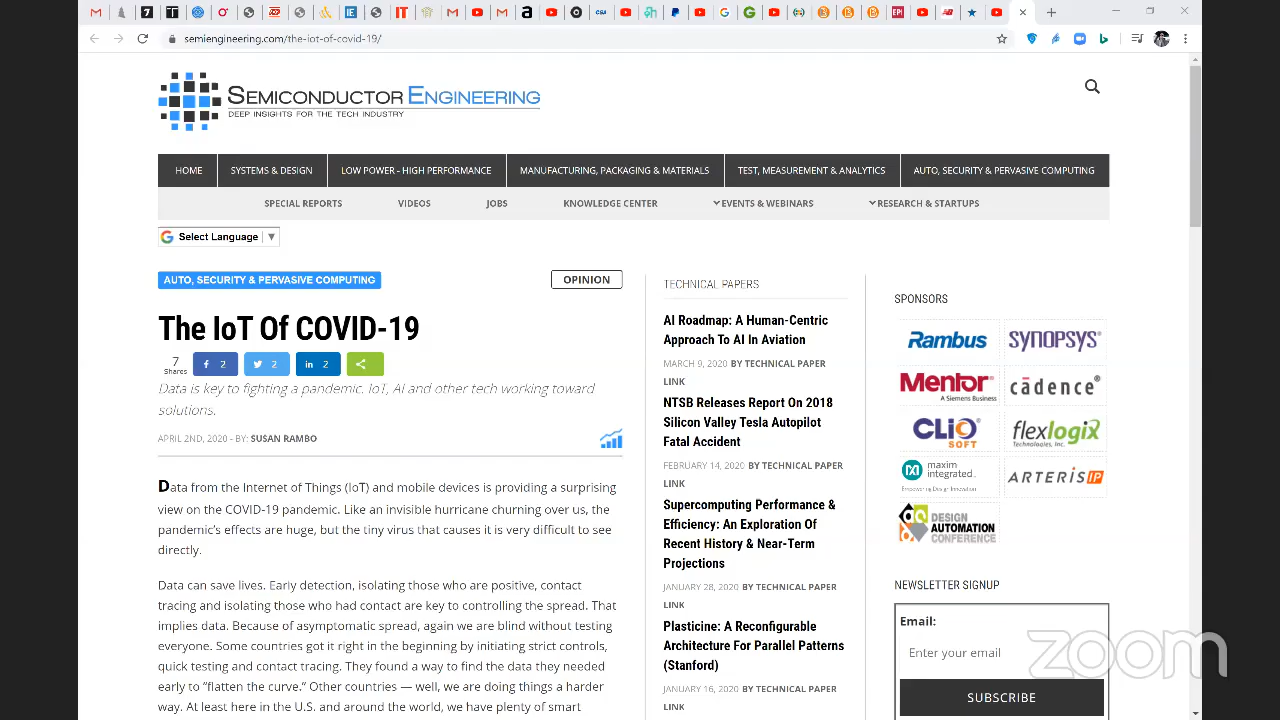 semiengineering.com/the-iot-of-covid-19/
SEMICONDUCTOR ENGINEERING
DEEP INSIGHTS FOR THE TECH INDUSTRY
HOME
SYSTEMS & DESIGN
LOW POWER - HIGH PERFORMANCE
MANUFACTURING, PACKAGING & MATERIALS
TEST, MEASUREMENT & ANALYTICS
AUTO, SECURITY & PERVASIVE COMPUTING
SPECIAL REPORTS
VIDEOS
JOBS
KNOWLEDGE CENTER
EVENTS & WEBINARS
RESEARCH & STARTUPS
Select Language
AUTO, SECURITY & PERVASIVE COMPUTING
OPINION
The IoT Of COVID-19
7
Shares
2
2
in 2
Data is key to fighting a pandemic. IoT, AI and other tech working toward
solutions.
APRIL 2ND, 2020 - BY: SUSAN RAMBO
Data from the Internet of Things (IoT) and mobile devices is providing a surprising
view on the COVID-19 pandemic. Like an invisible hurricane churning over us, the
pandemic's effects are huge, but the tiny virus that causes it is very difficult to see
directly.
Data can save lives. Early detection, isolating those who are positive, contact
tracing and isolating those who had contact are key to controlling the spread. That
implies data. Because of asymptomatic spread, again we are blind without testing
everyone. Some countries got it right in the beginning by initiating strict controls,
quick testing and contact tracing. They found a way to find the data they needed
early to “flatten the curve.” Other countries — well, we are doing things a harder
way. At least here in the U.S. and around the world, we have plenty of smart
TECHNICAL PAPERS
AI Roadmap: A Human-Centric
Approach To AI In Aviation
MARCH 9, 2020 BY TECHNICAL PAPER
LINK
NTSB Releases Report On 2018
Silicon Valley Tesla Autopilot
Fatal Accident
FEBRUARY 14, 2020 BY TECHNICAL PAPER
LINK
Supercomputing Performance &
Efficiency: An Exploration Of
Recent History & Near-Term
Projections
JANUARY 28, 2020 BY TECHNICAL PAPER
LINK
Plasticine: A Reconfigurable
Architecture For Parallel Patterns
(Stanford)
JANUARY 16, 2020 BY TECHNICAL PAPER
LINK
SPONSORS
Rambus
SYNOPSYS
Mentor
A Siemens Business
cādence
CLIO
SOFT
flexlogix
Technologies, Inc.
maxim
integrated
Empowering Design Innovation
ARTERIS IP
DESIGN
AUTOMATION
CONFERENCE
NEWSLETTER SIGNUP
Email:
Enter your email
SUBSCRIBE
zoom